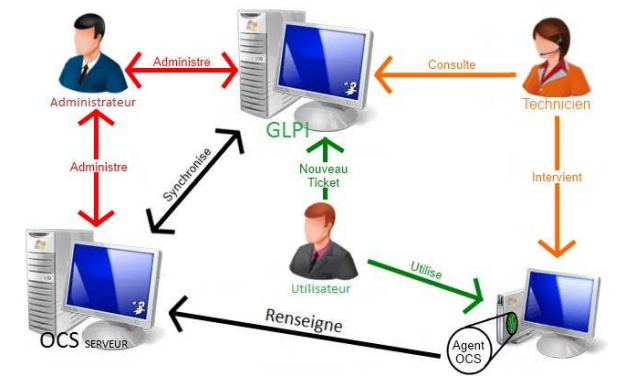 Administre
Consulte
Administrateur
Technicien
GLPI
Administre
Synchronise
Nouveau
Ticket
Intervient
Utilisateur
Utilise
Renseigne
OCS SERVEUR
Agent
OCS